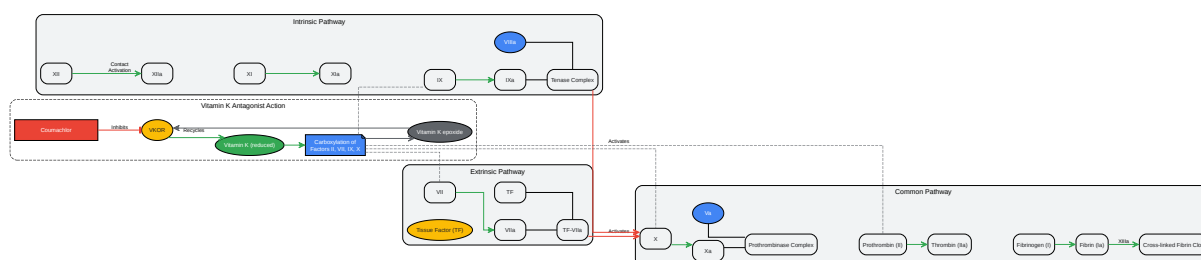 Intrinsic Pathway
VIIIa
XII
Contact
Activation
XIIa
XI
XIa
IX
IXa
Tenase Complex
Vitamin K Antagonist Action
Coumachlor
Inhibits
VKOR
Recycles
Vitamin K (reduced)
Carboxylation of
Factors II, VII, IX, X
Vitamin K epoxide
Activates
Extrinsic Pathway
VII
TF
Tissue Factor (TF)
VIIa
TF-VIIa
Activates
Common Pathway
Va
X
Xa
Prothrombinase Complex
Prothrombin (II)
Thrombin (IIa)
Fibrinogen (I)
Fibrin (Ia)
XIIIa
Cross-linked Fibrin Clo